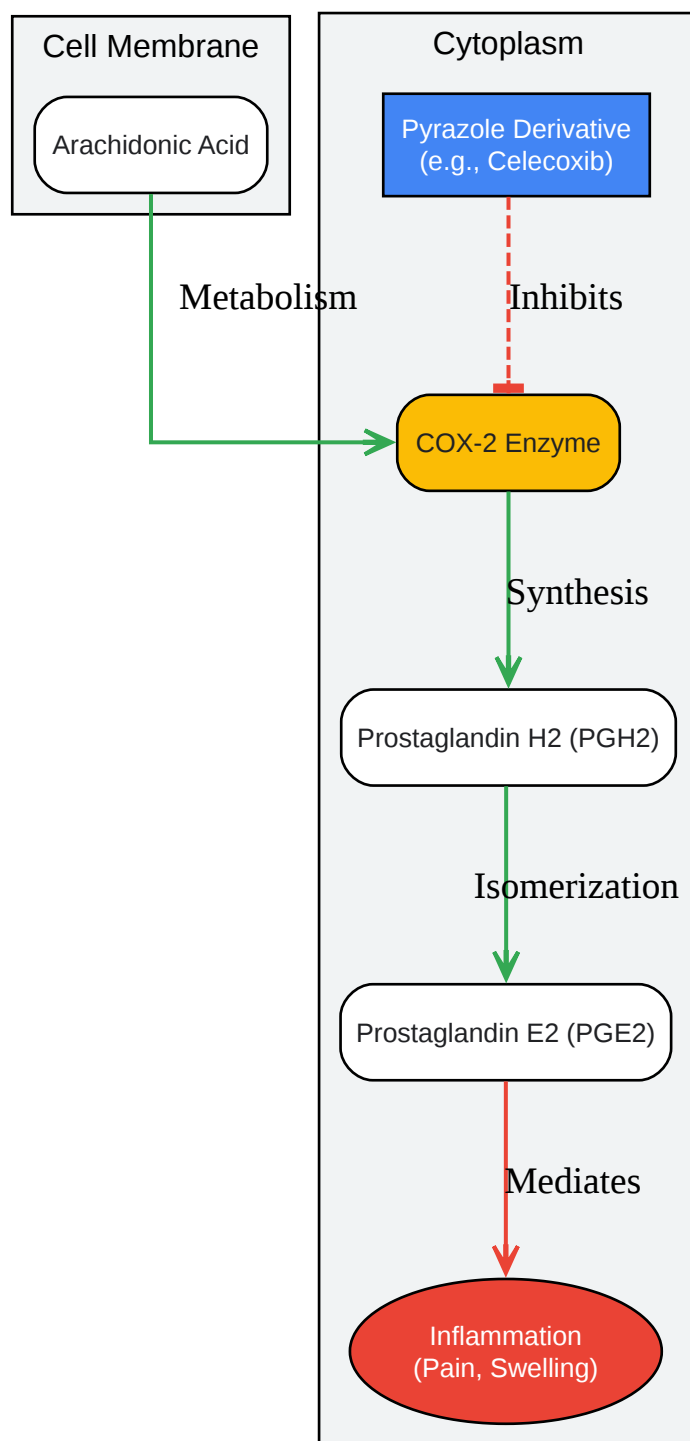 Cell Membrane
Cytoplasm
Arachidonic Acid
Pyrazole Derivative
(e.g., Celecoxib)
Metabolism
Inhibits
COX-2 Enzyme
Synthesis
Prostaglandin H2 (PGH2)
Isomerization
Prostaglandin E2 (PGE2)
Mediates
Inflammation
(Pain, Swelling)